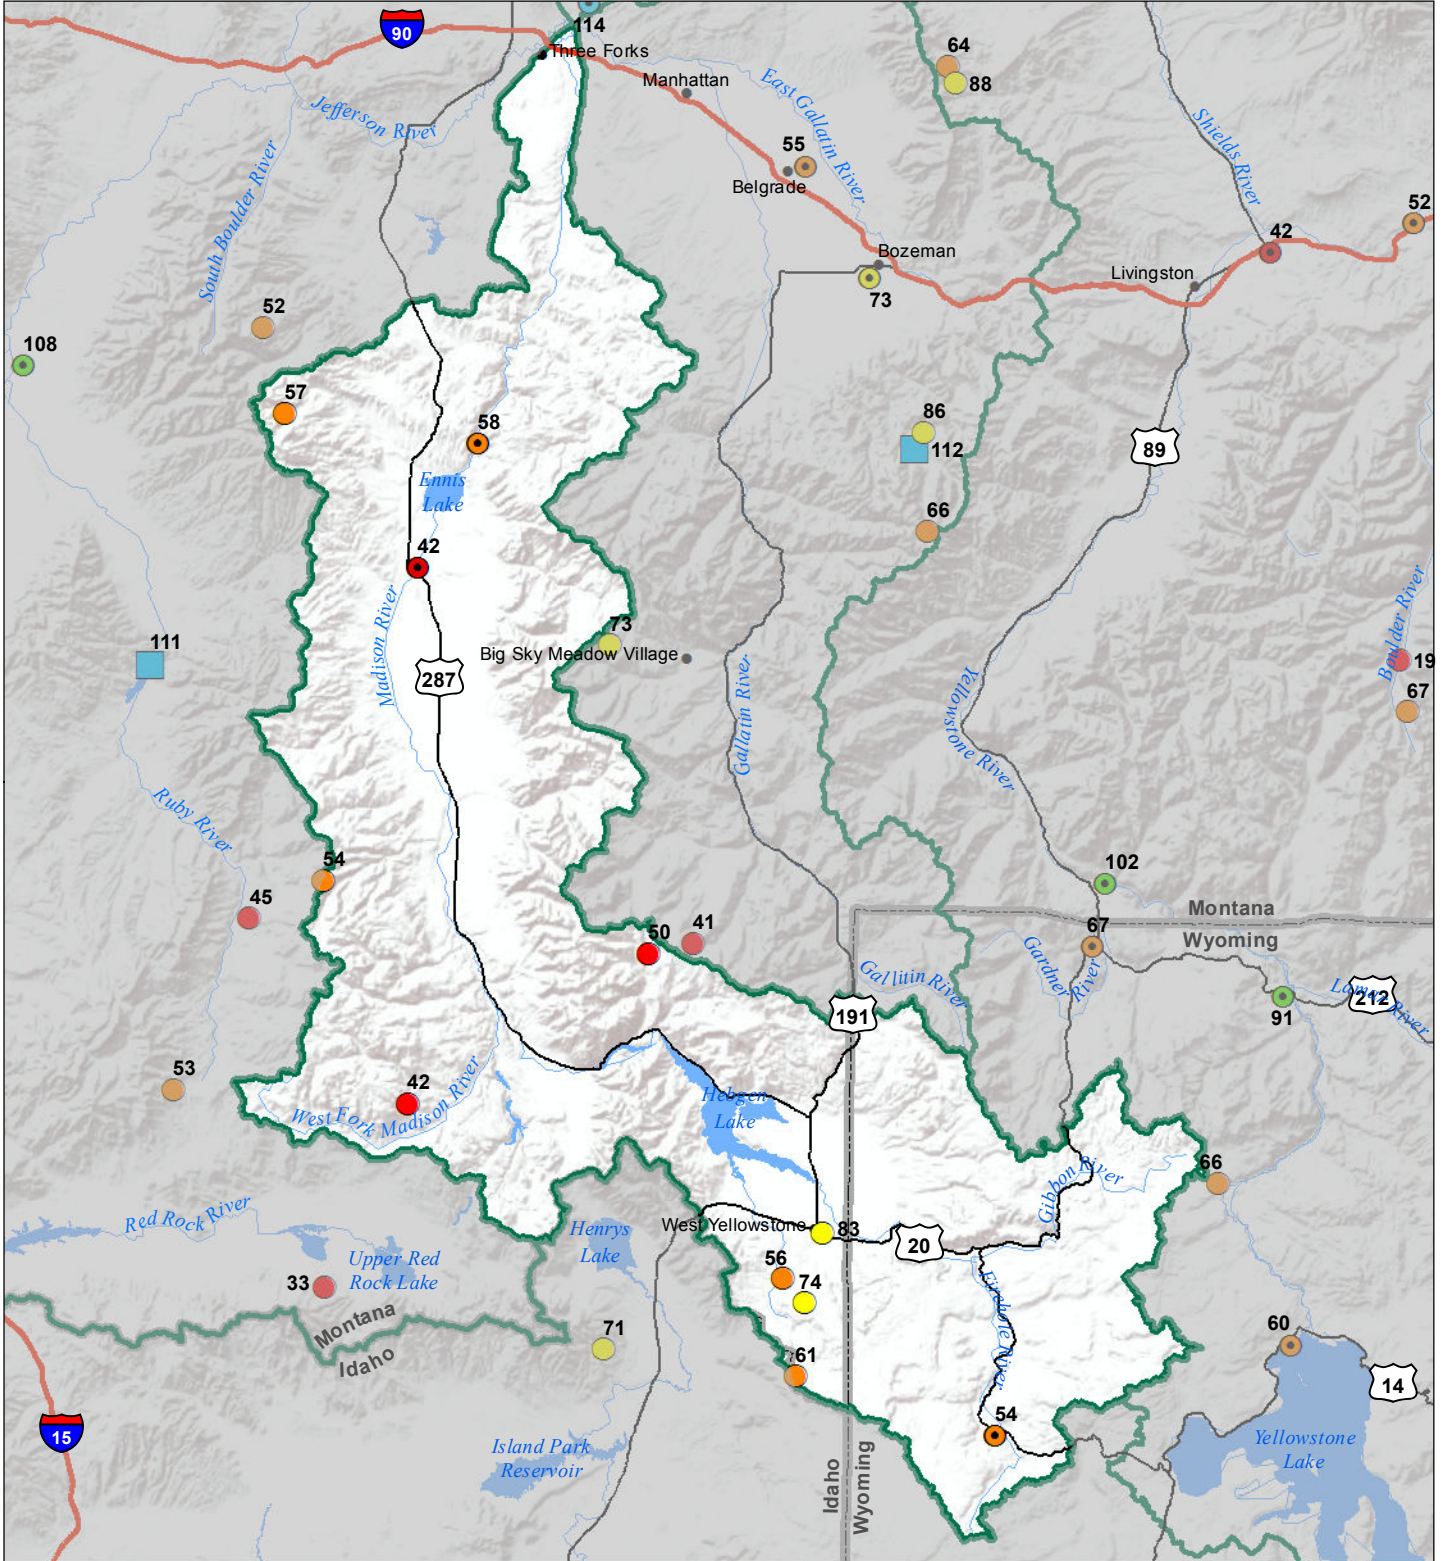 90
114
Three Forks
Manhattan
64
88
Jefferson River
East Gallatin River
Shields River
55
Belgrade
South Boulder River
52
42
Bozeman
73
Livingston
52
108
57
58
86
112
89
Ennis
Lake
66
42
Madison River
73
Big Sky Meadow Village
111
287
Gallatin River
Yellowstone River
Boulder River
19
67
Ruby River
54
45
102
Montana
Wyoming
50
41
67
Gallitin River
Gardner
River
91
212
Lamar River
191
53
42
West Fork Madison River
Hebgen
Lake
66
Gibbon River
Red Rock River
Henrys
Lake
West Yellowstone
83
20
Upper Red
Rock Lake
33
56
74
Firehole River
Montana
Idaho
71
61
60
14
15
54
Island Park
Reservoir
Yellowstone
Lake
Idaho
Wyoming